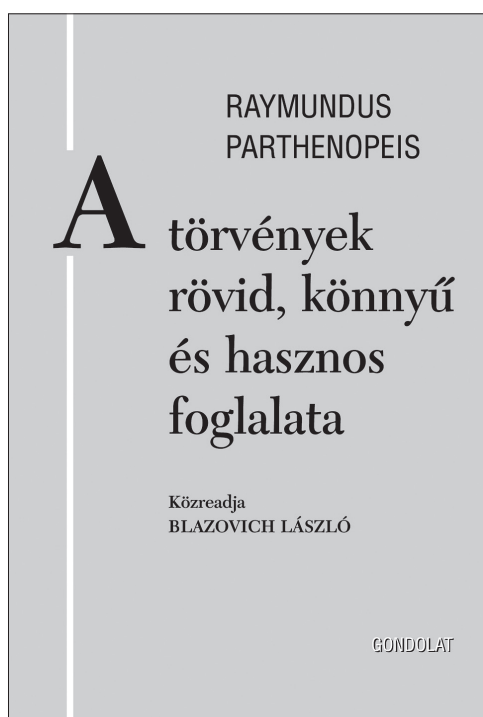 RAYMUNDUS
PARTHENOPEIS
A törvények
rövid, könnyű
és hasznos
foglalata
Közreadja
BLAZOVICH LÁSZLÓ
GONDOLAT